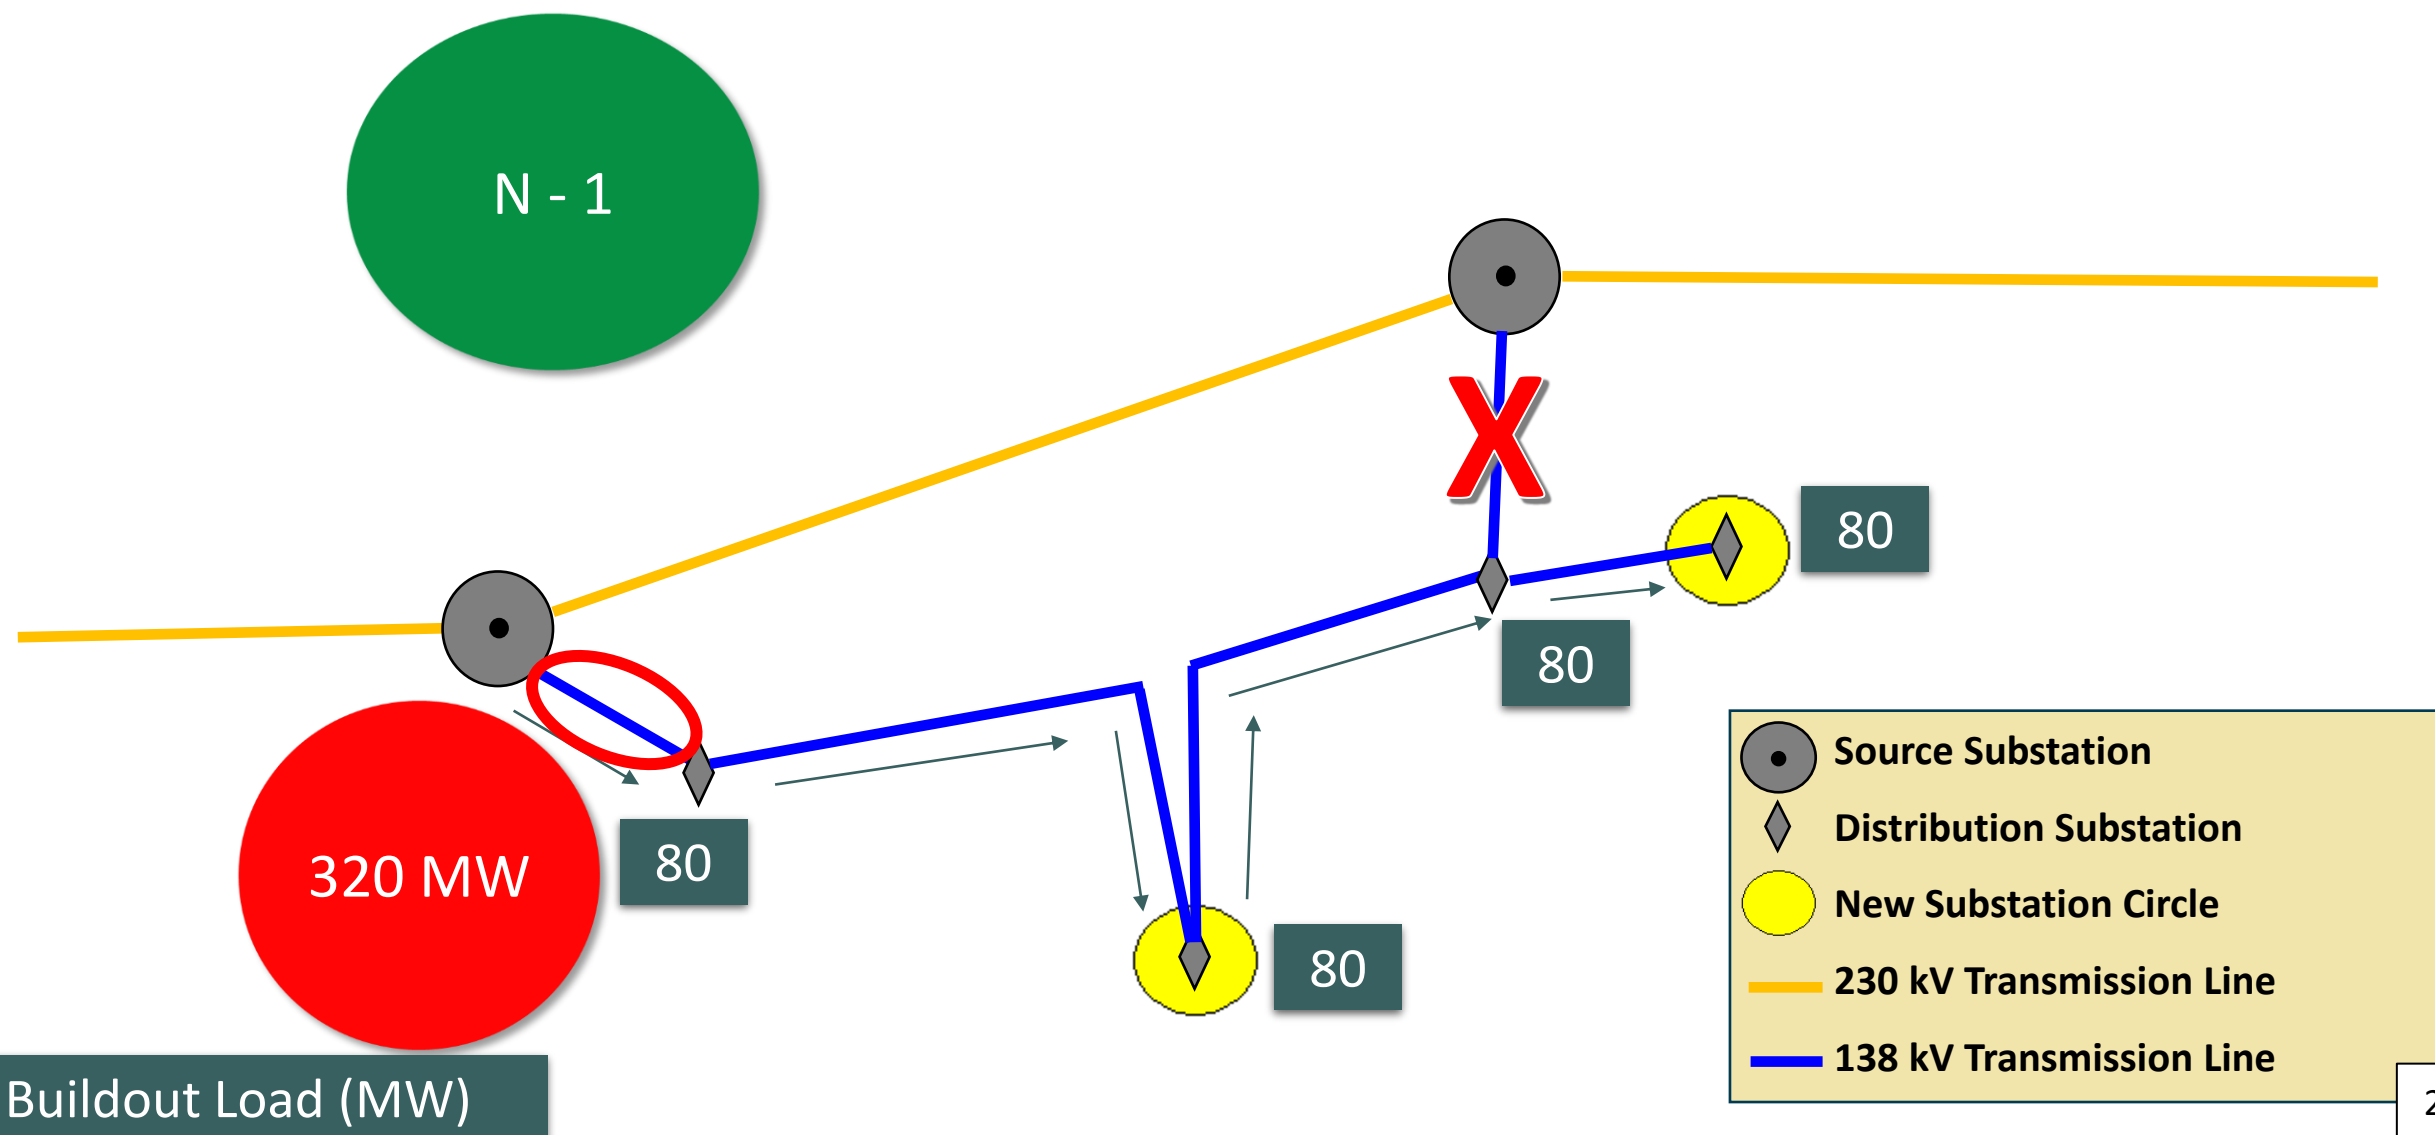 N - 1
X
80
80
320 MW
80
80
Source Substation
Distribution Substation
New Substation Circle
230 kV Transmission Line
138 kV Transmission Line
Buildout Load (MW)